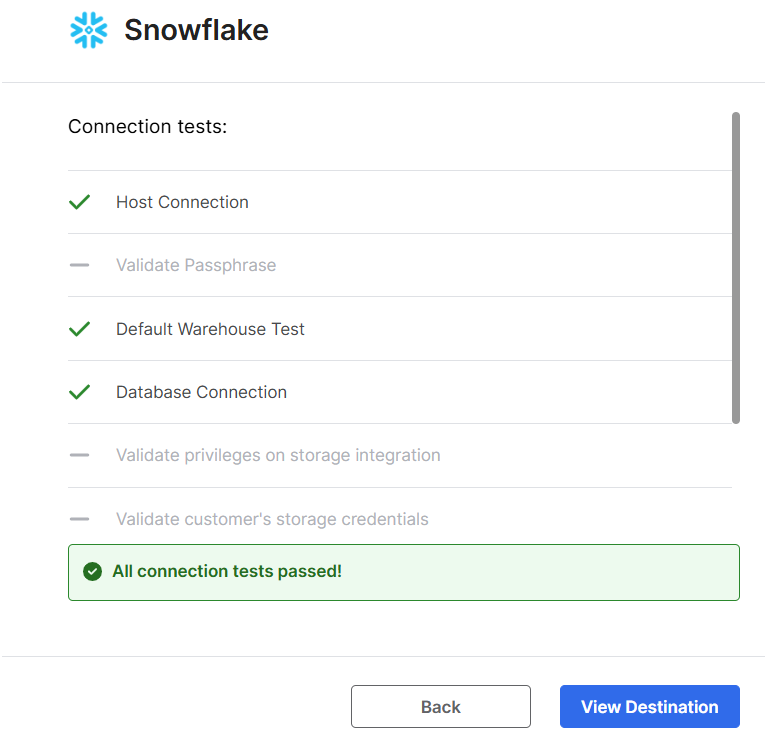 Snowflake
Connection tests:
Host Connection
Validate Passphrase
Default Warehouse Test
Database Connection
Validate privileges on storage integration
Validate customer's storage credentials
All connection tests passed!
Back
View Destination